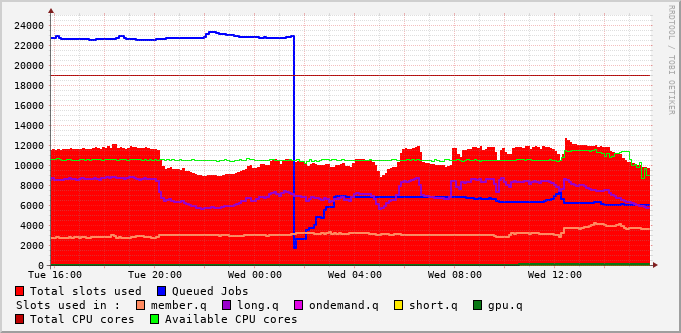 24000
22000
20000
18000
16000
14000
12000
10000
8000
6000
4000
2000
0
Tue 16:00 Tue 20:00 Wed 00:00 Wed 04:00 Wed 08:00 Wed 12:00
Total slots used Queued Jobs
Slots used in : member.q long.q ondemand.q short.q gpu.q
Total CPU cores Available CPU cores
RRDTOOL / TOBI OETIKER